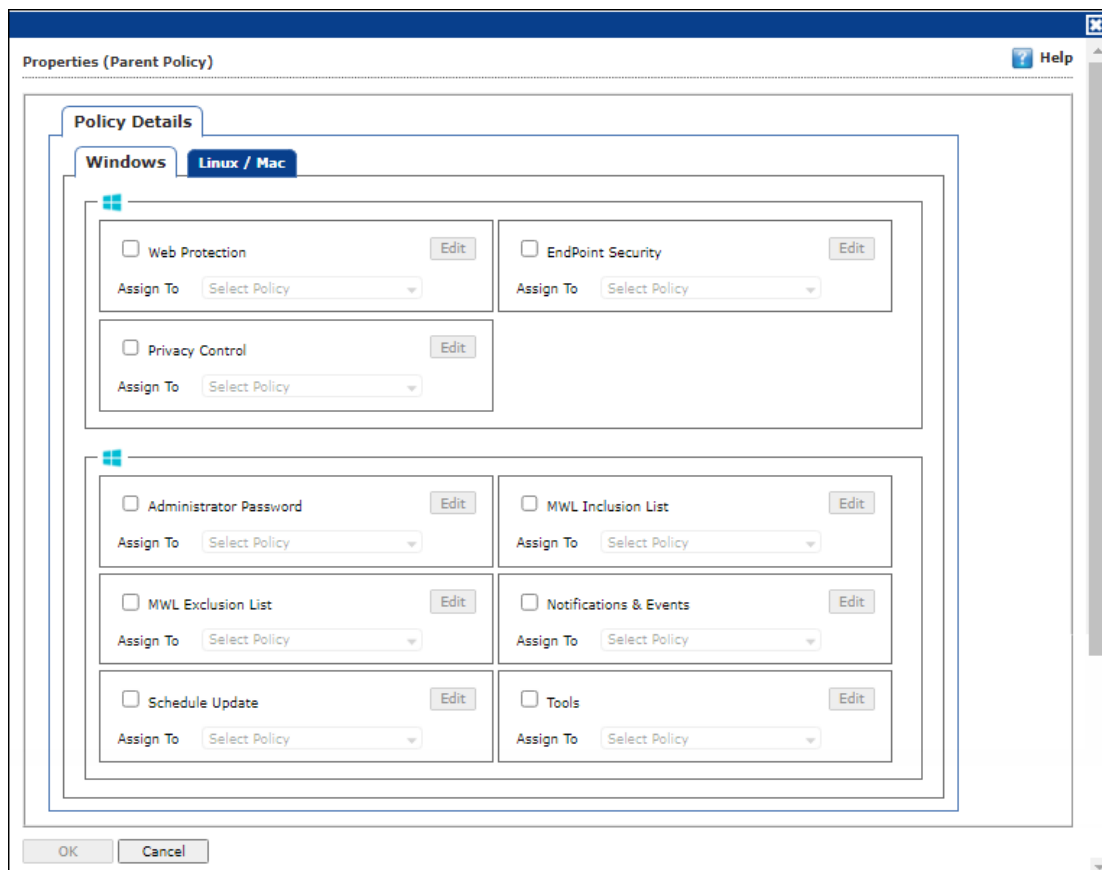 Properties (Parent Policy)
? Help
Policy Details
Windows
Linux / Mac
Web Protection
Edit
Assign To Select Policy
EndPoint Security
Edit
Assign To Select Policy
Privacy Control
Edit
Assign To Select Policy
Administrator Password
Edit
Assign To Select Policy
MWL Inclusion List
Edit
Assign To Select Policy
MWL Exclusion List
Edit
Assign To Select Policy
Notifications & Events
Edit
Assign To Select Policy
Schedule Update
Edit
Assign To Select Policy
Tools
Edit
Assign To Select Policy
OK
Cancel